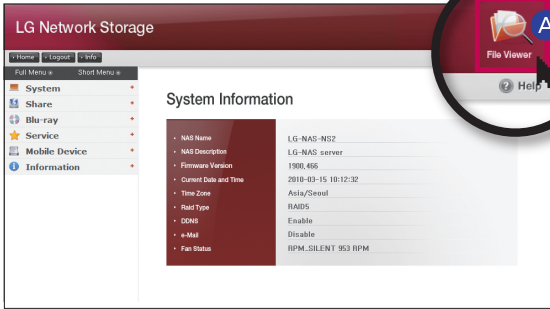 LG Network Storage
File Viewer
A
Home Logout Info
Full Menu Short Menu
Help
System
Share
Blu-ray
Service
Mobile Device
Information
System Information
NAS Name LG-NAS-NS2
NAS Description LG-NAS server
Firmware Version 1900,466
Current Date and Time 2010-03-15 10:12:32
Time Zone Asia/Seoul
Raid Type RAID5
DDNS Enable
e-Mail Disable
Fan Status RPM_SILENT 953 RPM